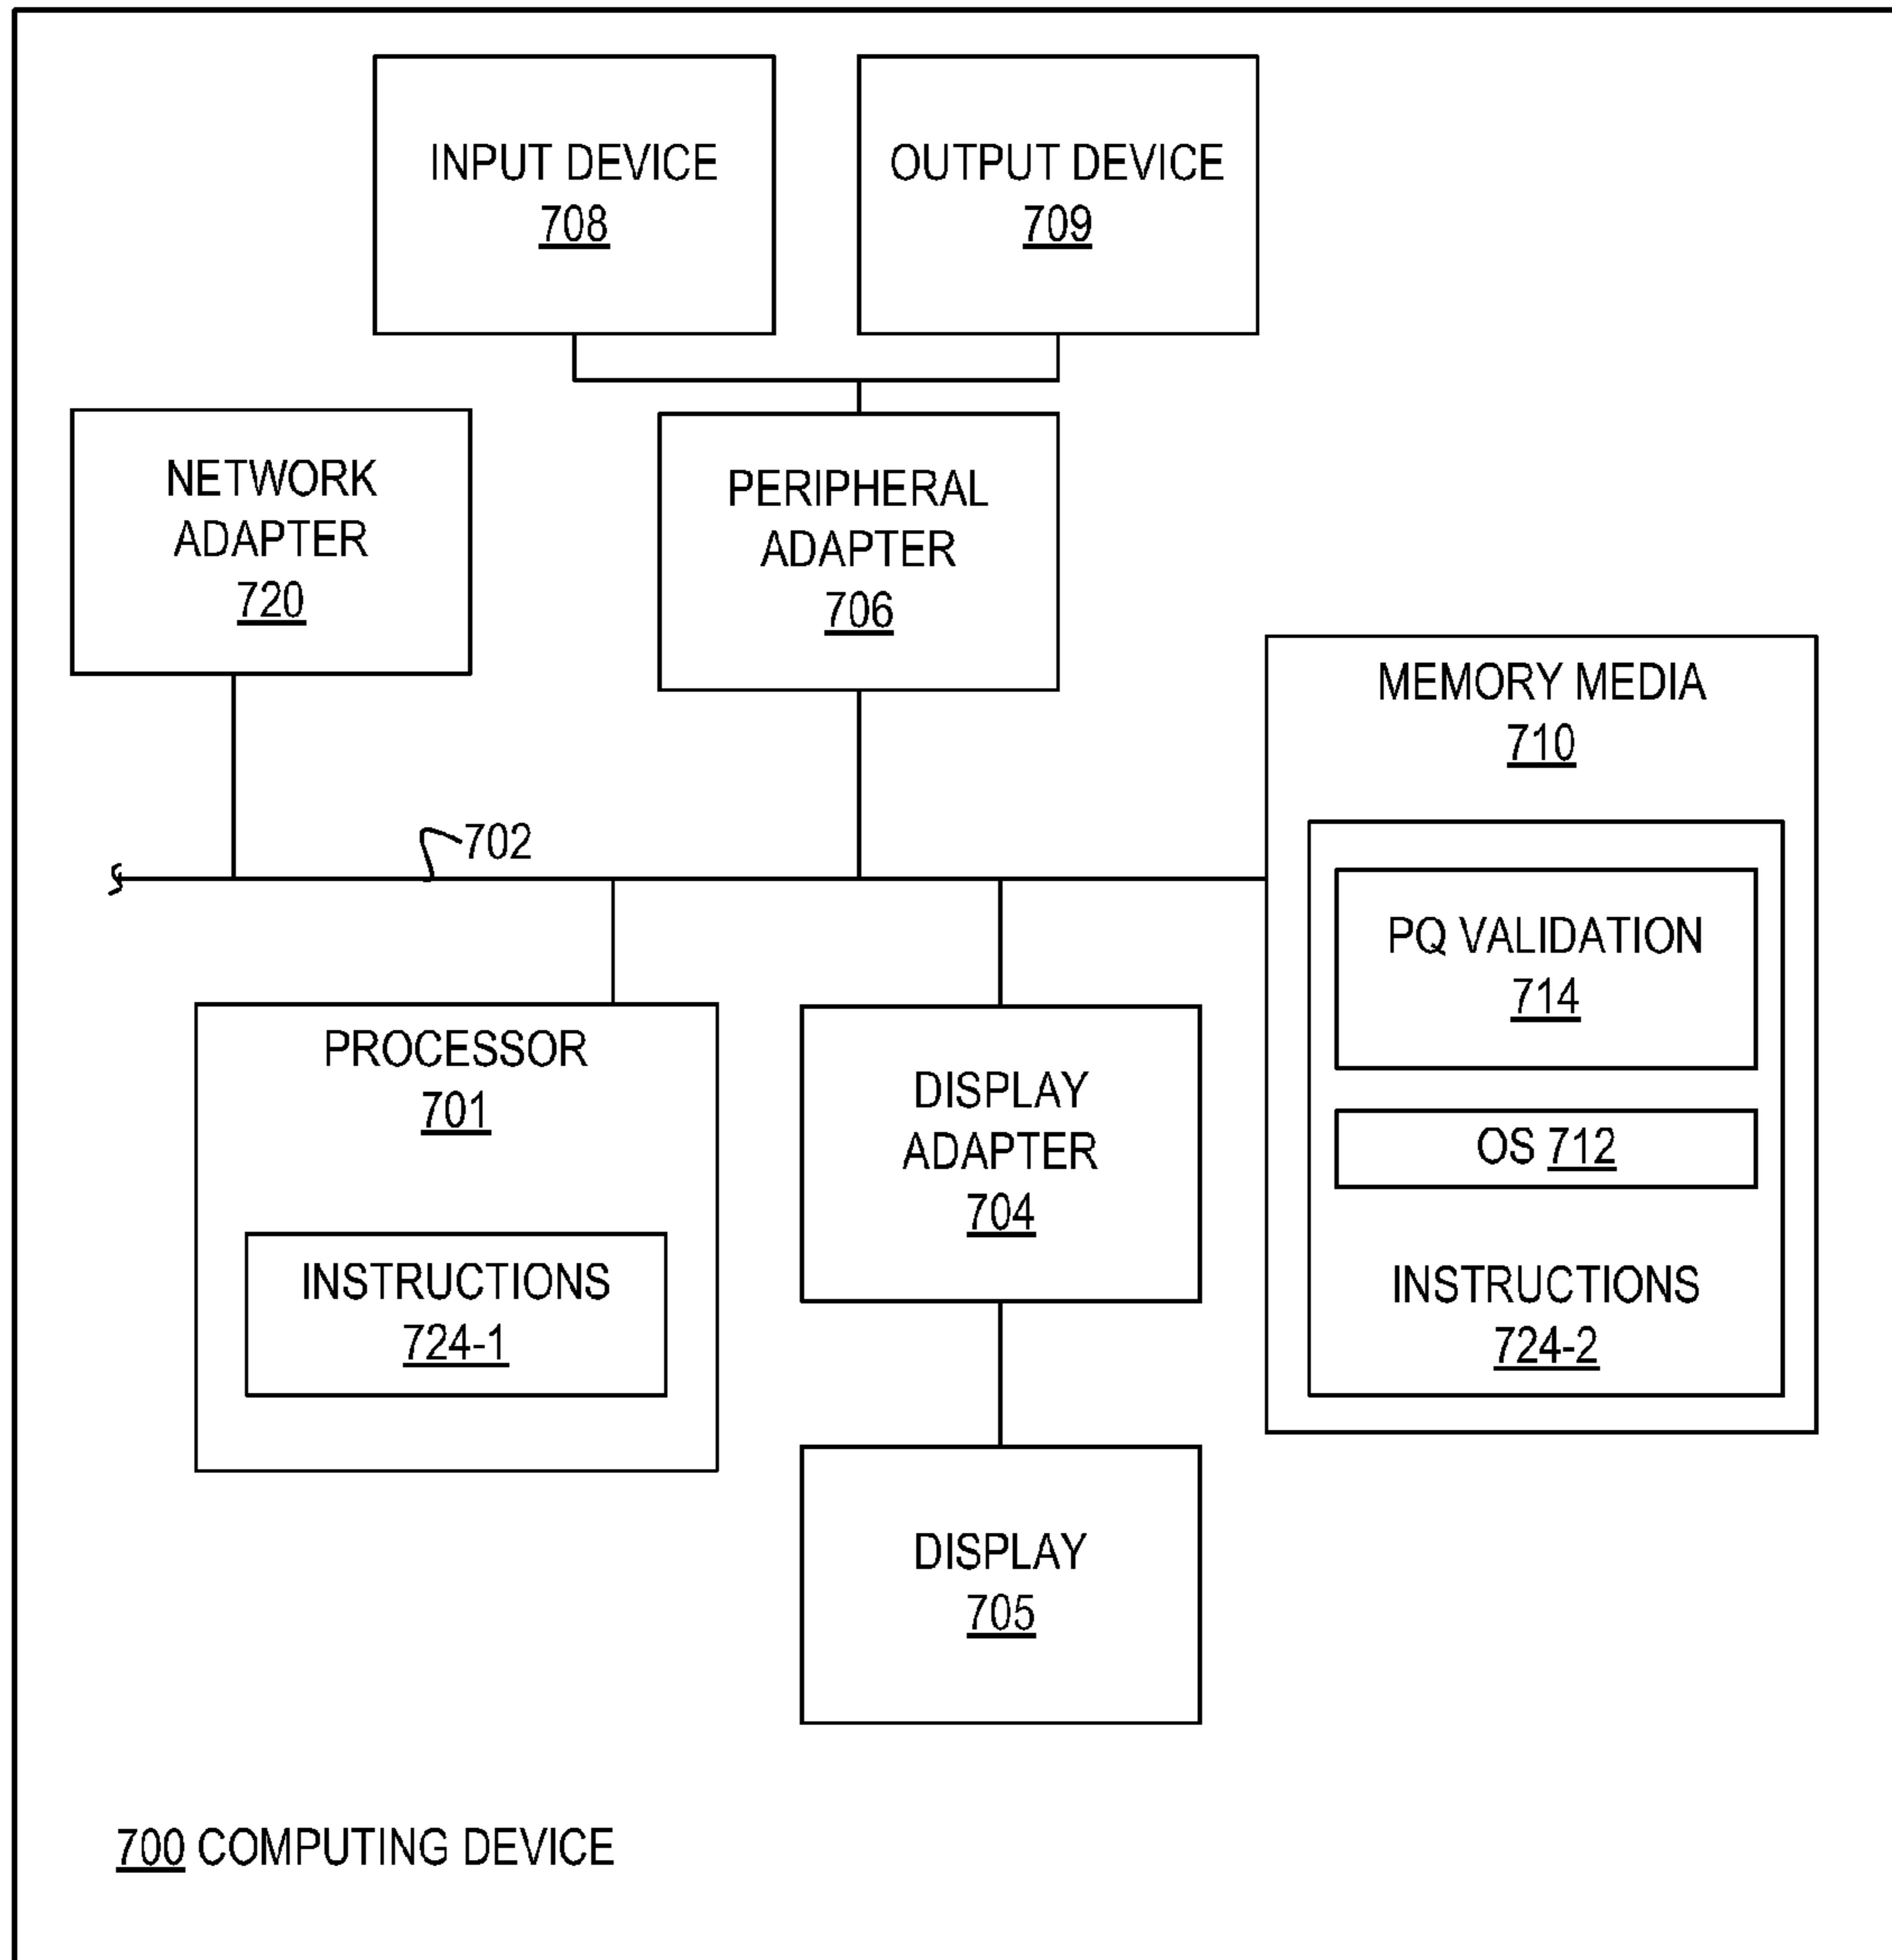 INPUT DEVICE
708
OUTPUT DEVICE
709
NETWORK
ADAPTER
720
PERIPHERAL
ADAPTER
706
MEMORY MEDIA
710
702
PQ VALIDATION
714
OS 712
INSTRUCTIONS
724-2
PROCESSOR
701
INSTRUCTIONS
724-1
DISPLAY
ADAPTER
704
DISPLAY
705
700 COMPUTING DEVICE